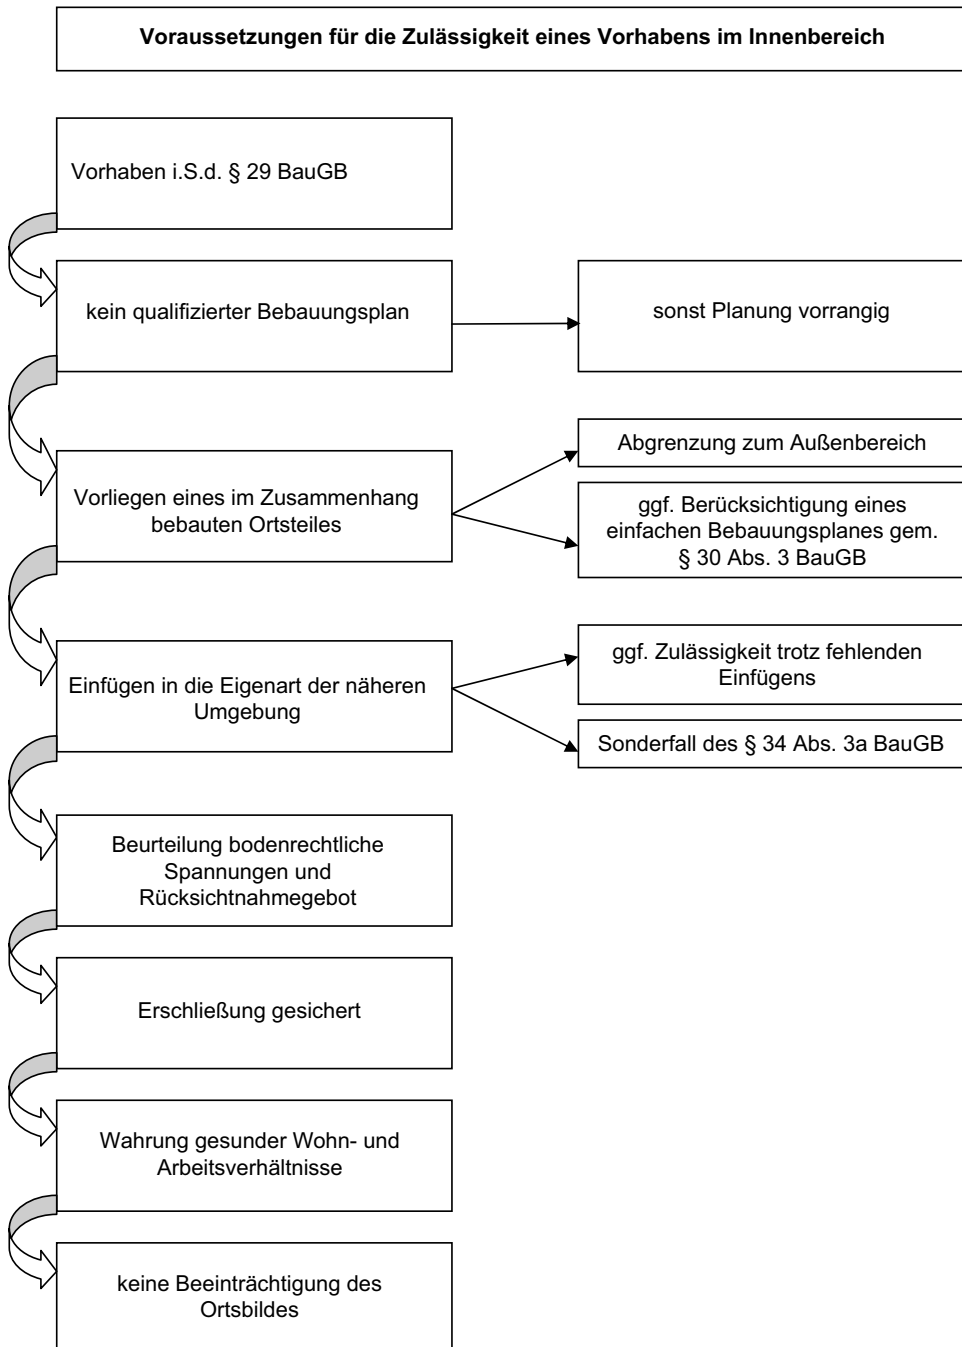 Voraussetzungen für die Zulässigkeit eines Vorhabens im Innenbereich
Vorhaben i.S.d. § 29 BauGB
kein qualifizierter Bebauungsplan
sonst Planung vorrangig
Vorliegen eines im Zusammenhang
bebauten Ortsteiles
Abgrenzung zum Außenbereich
ggf. Berücksichtigung eines
einfachen Bebauungsplanes gem.
§ 30 Abs. 3 BauGB
Einfügen in die Eigenart der näheren
Umgebung
ggf. Zulässigkeit trotz fehlenden
Einfügens
Sonderfall des § 34 Abs. 3a BauGB
Beurteilung bodenrechtliche
Spannungen und
Rücksichtnahmegebot
Erschließung gesichert
Wahrung gesunder Wohn- und
Arbeitsverhältnisse
keine Beeinträchtigung des
Ortsbildes